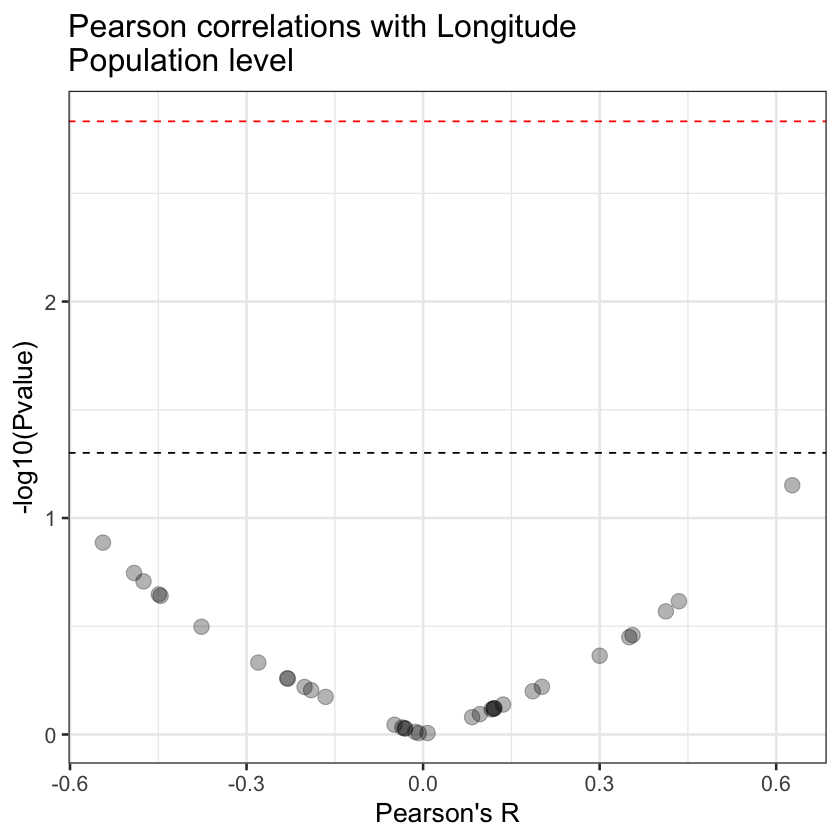 Pearson correlations with Longitude
Population level
-log10(Pvalue)
2
1
0
-0.6
-0.3
0.0
0.3
0.6
Pearson's R